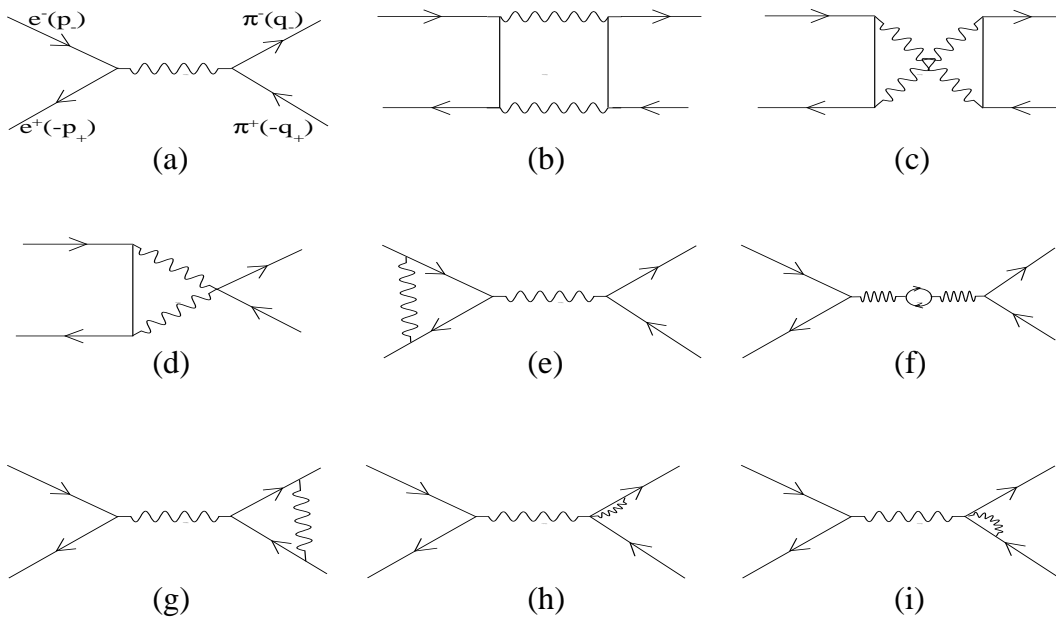 e⁻(p₋) π⁻(q₋)
e⁺(-p₊) π⁺(-q₊)
(a) (b) (c)
(d) (e) (f)
(g) (h) (i)